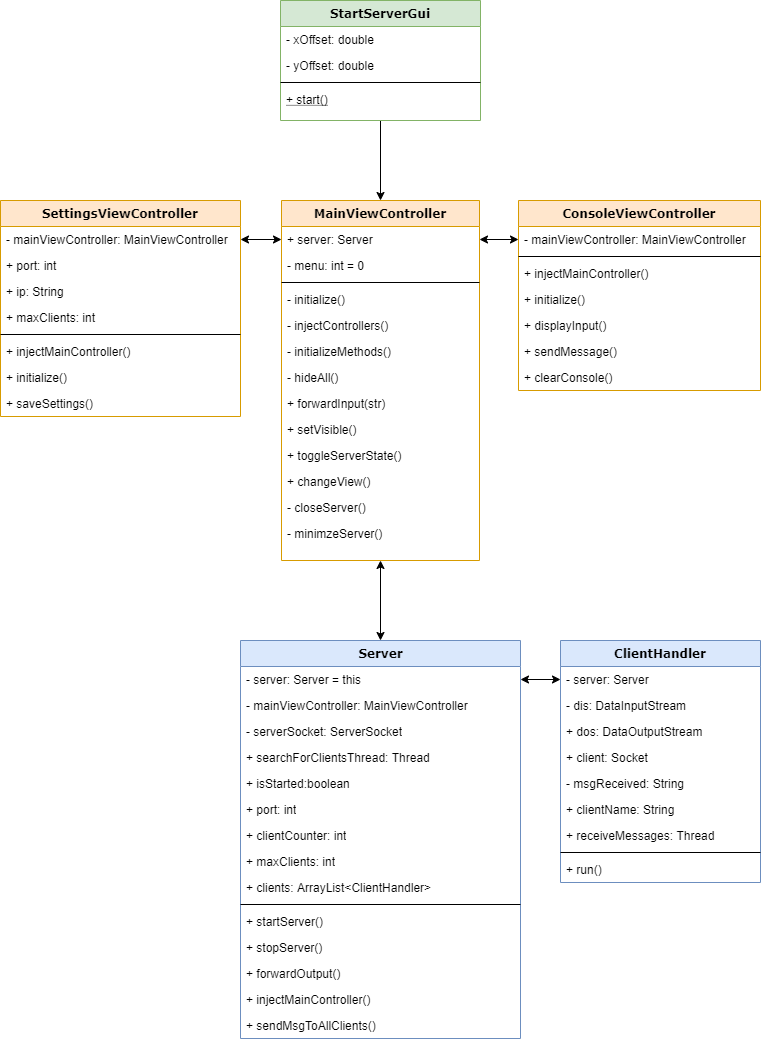 StartServerGui
- xOffset: double
- yOffset: double
+ start()
SettingsViewController
- mainViewController: MainViewController
+ port: int
+ ip: String
+ maxClients: int
+ injectMainController()
+ initialize()
+ saveSettings()
MainViewController
+ server: Server
- menu: int = 0
- initialize()
- injectControllers()
- initializeMethods()
- hideAll()
+ forwardInput(str)
+ setVisible()
+ toggleServerState()
+ changeView()
- closeServer()
- minimzeServer()
ConsoleViewController
- mainViewController: MainViewController
+ injectMainController()
+ initialize()
+ displayInput()
+ sendMessage()
+ clearConsole()
Server
- server: Server = this
- mainViewController: MainViewController
- serverSocket: ServerSocket
+ searchForClientsThread: Thread
+ isStarted:boolean
+ port: int
+ clientCounter: int
+ maxClients: int
+ clients: ArrayList<ClientHandler>
+ startServer()
+ stopServer()
+ forwardOutput()
+ injectMainController()
+ sendMsgToAllClients()
ClientHandler
- server: Server
- dis: DataInputStream
+ dos: DataOutputStream
+ client: Socket
- msgReceived: String
+ clientName: String
+ receiveMessages: Thread
+ run()